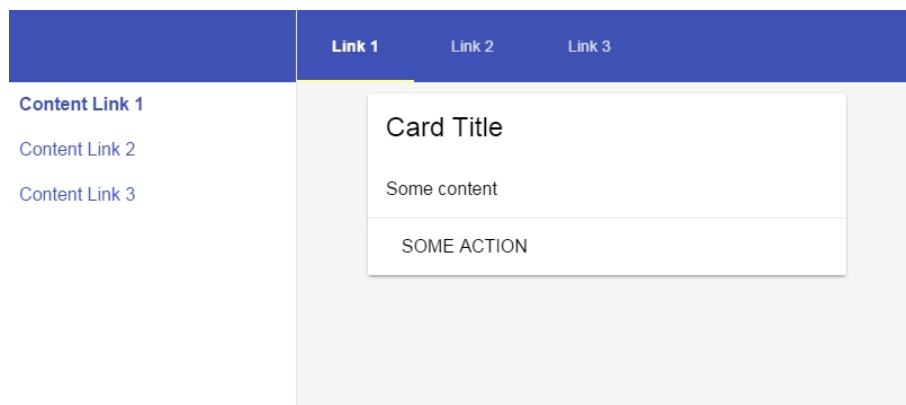 Link 1 Link 2 Link 3
Content Link 1
Content Link 2
Content Link 3
Card Title
Some content
SOME ACTION